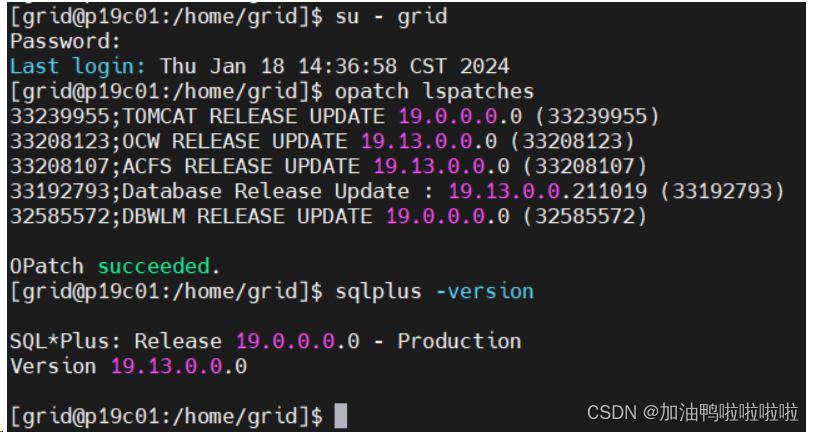 [grid@p19c01:/home/grid]$ su - grid
Password:
Last login: Thu Jan 18 14:36:58 CST 2024
[grid@p19c01:/home/grid]$ opatch lspatches
33239955;TOMCAT RELEASE UPDATE 19.0.0.0.0 (33239955)
33208123;OCW RELEASE UPDATE 19.13.0.0.0 (33208123)
33208107;ACFS RELEASE UPDATE 19.13.0.0.0 (33208107)
33192793;Database Release Update : 19.13.0.0.211019 (33192793)
32585572;DBWLM RELEASE UPDATE 19.0.0.0.0 (32585572)
OPatch succeeded.
[grid@p19c01:/home/grid]$ sqlplus -version
SQL*Plus: Release 19.0.0.0.0 - Production
Version 19.13.0.0.0
[grid@p19c01:/home/grid]$
CSDN @加油鸭啦啦啦啦